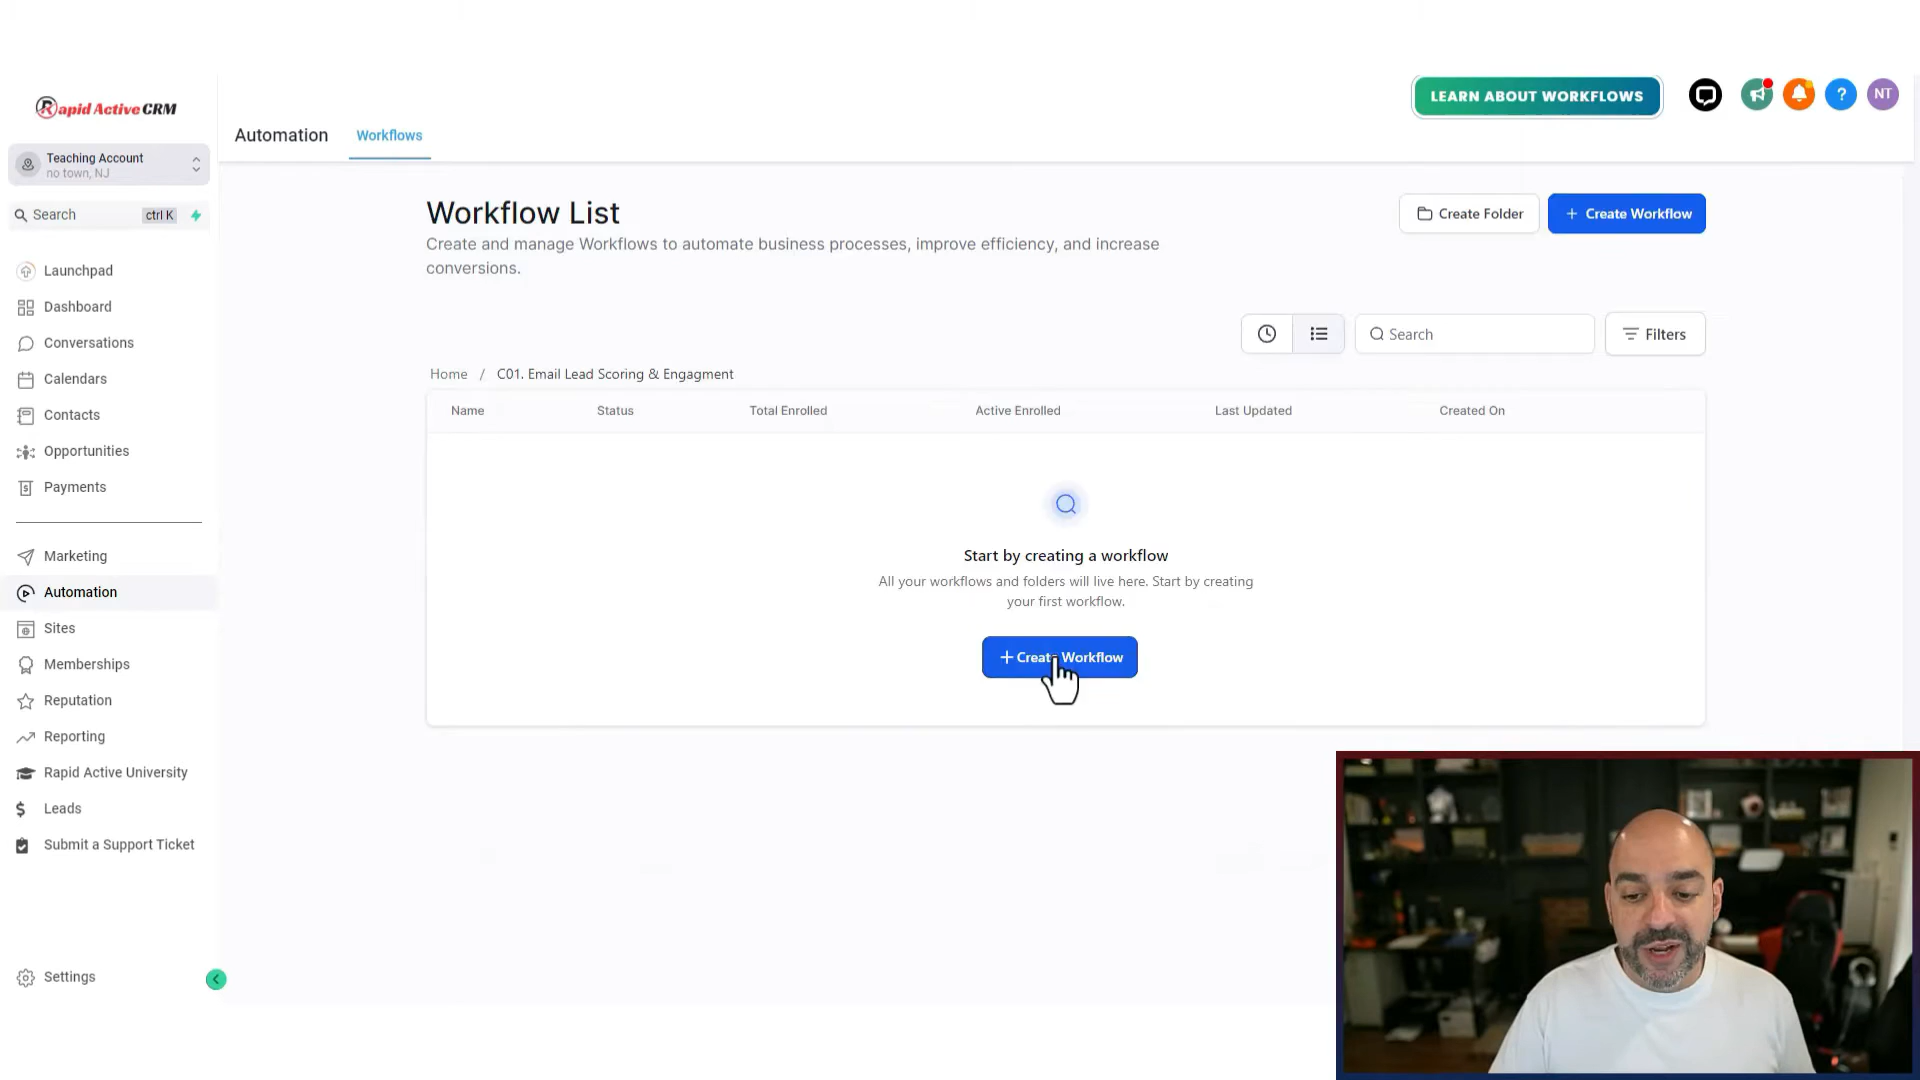 Rapid Active CRM
LEARN ABOUT WORKFLOWS
?
NT
Automation
Workflows
Teaching Account
no town, NJ
Search
ctrl K
Launchpad
Dashboard
Conversations
Calendars
Contacts
Opportunities
Payments
Marketing
Automation
Sites
Memberships
Reputation
Reporting
Rapid Active University
Leads
Submit a Support Ticket
Settings
Workflow List
Create and manage Workflows to automate business processes, improve efficiency, and increase
conversions.
Create Folder
+ Create Workflow
Search
Filters
Home / C01. Email Lead Scoring & Engagment
Name Status Total Enrolled Active Enrolled Last Updated Created On
Start by creating a workflow
All your workflows and folders will live here. Start by creating
your first workflow.
+ Create Workflow